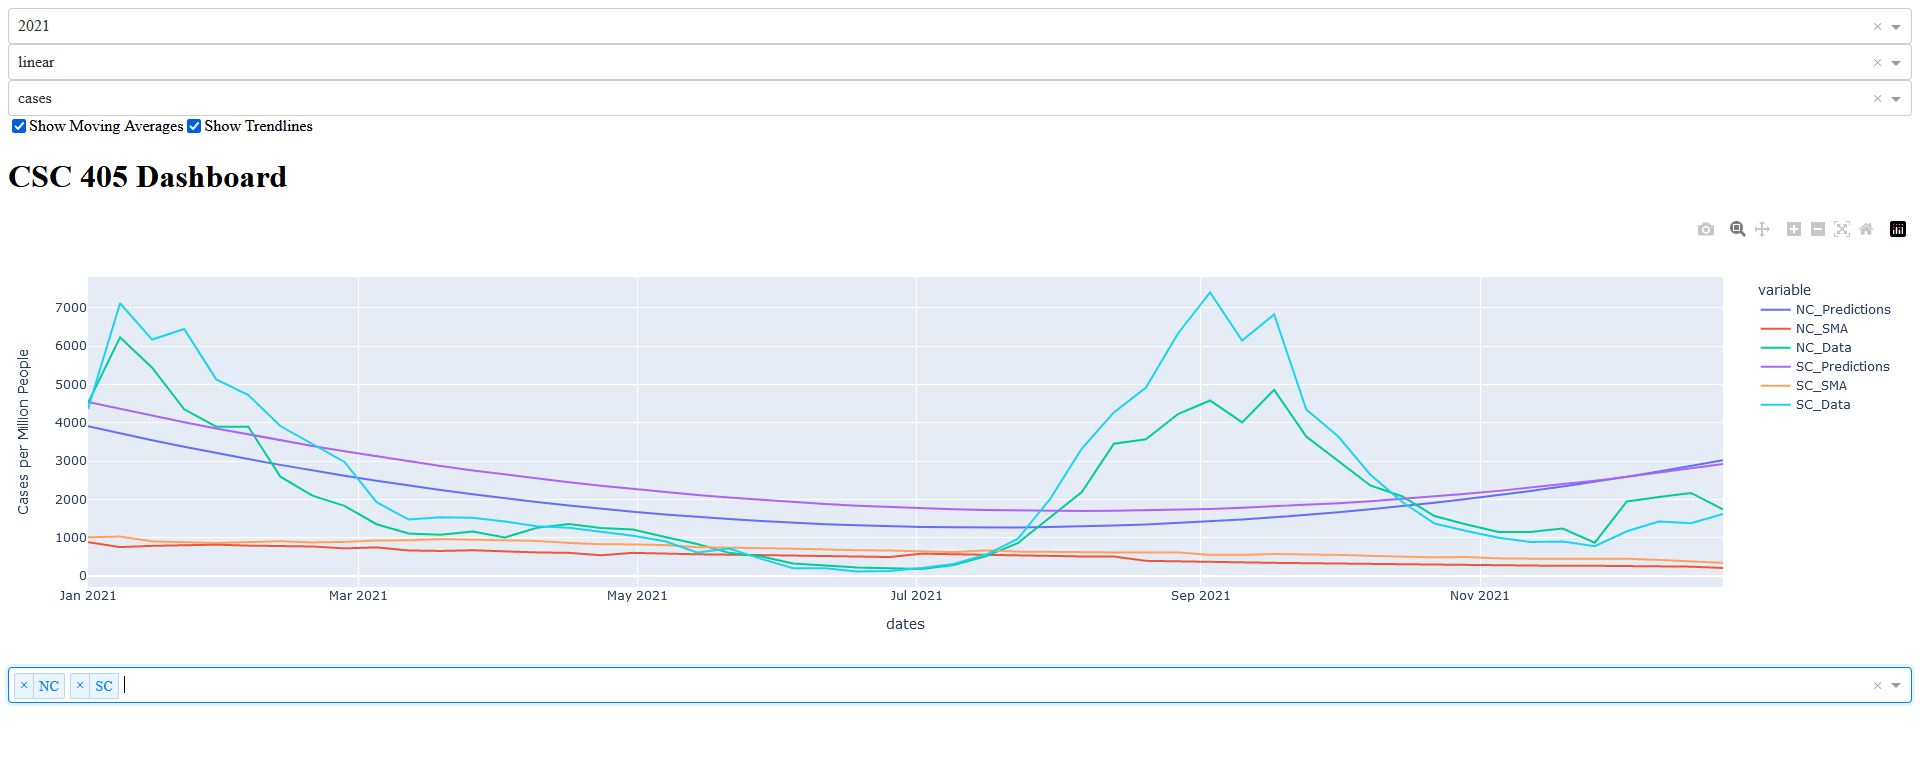 2021
linear
cases
Show Moving Averages Show Trendlines
CSC 405 Dashboard
variable
NC_Predictions
NC_SMA
NC_Data
SC_Predictions
SC_SMA
SC_Data
Cases per Million People
7000
6000
5000
4000
3000
2000
1000
0
Jan 2021 Mar 2021 May 2021 Jul 2021 Sep 2021 Nov 2021
dates
× NC × SC